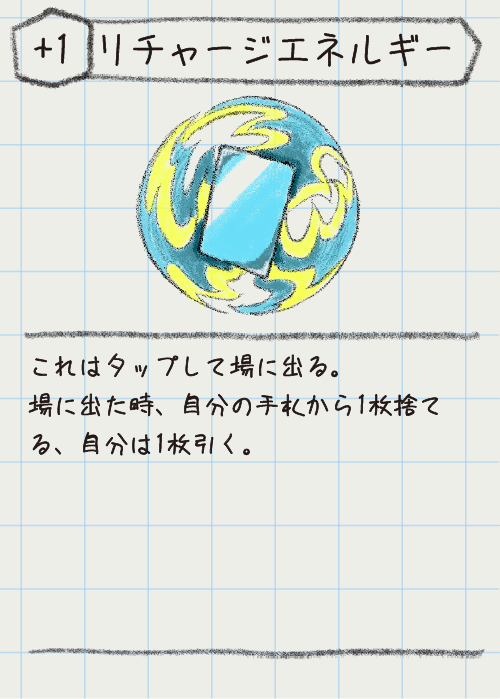 +1 リチャージエネルギー
これはタップして場に出る。
場に出た時、自分の手札から1枚捨て
る、自分は1枚引く。